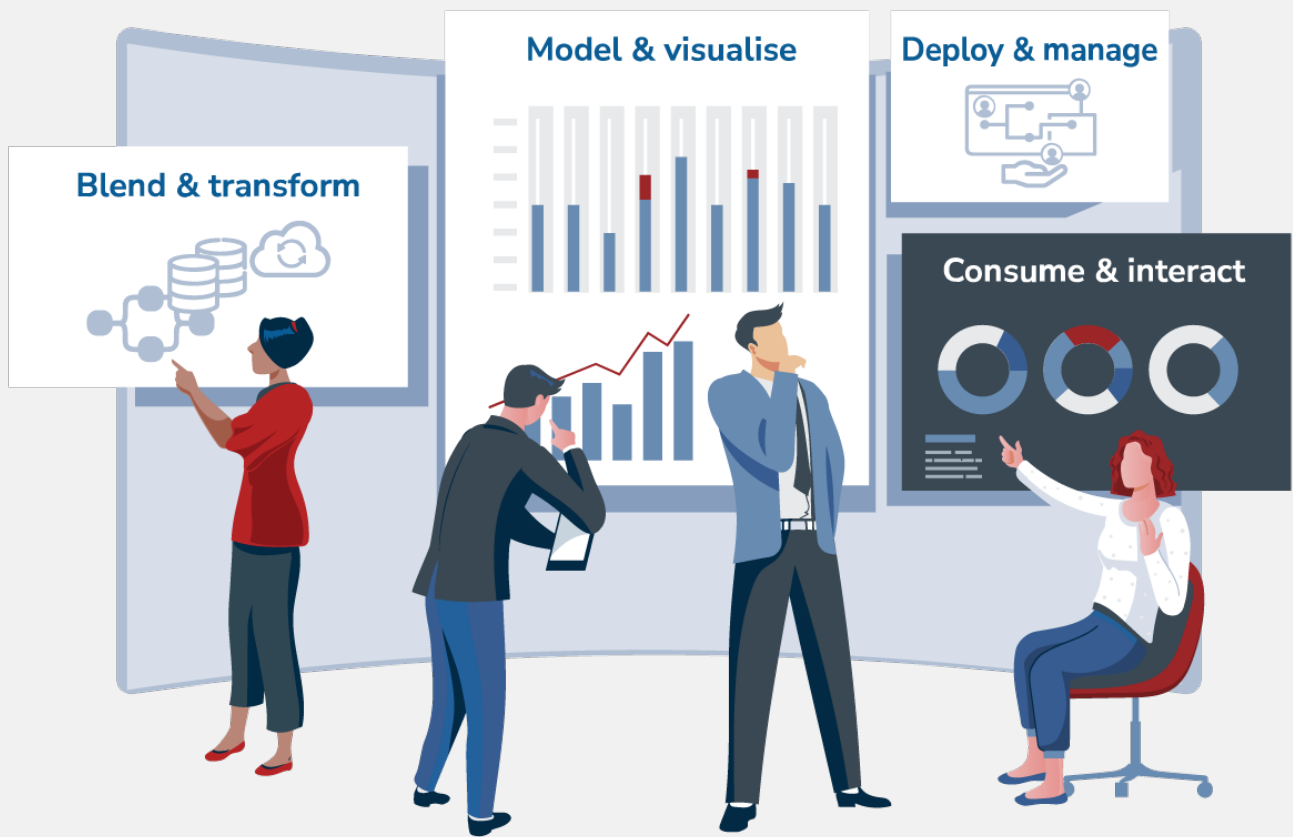 Blend & transform
Model & visualise
Deploy & manage
Consume & interact